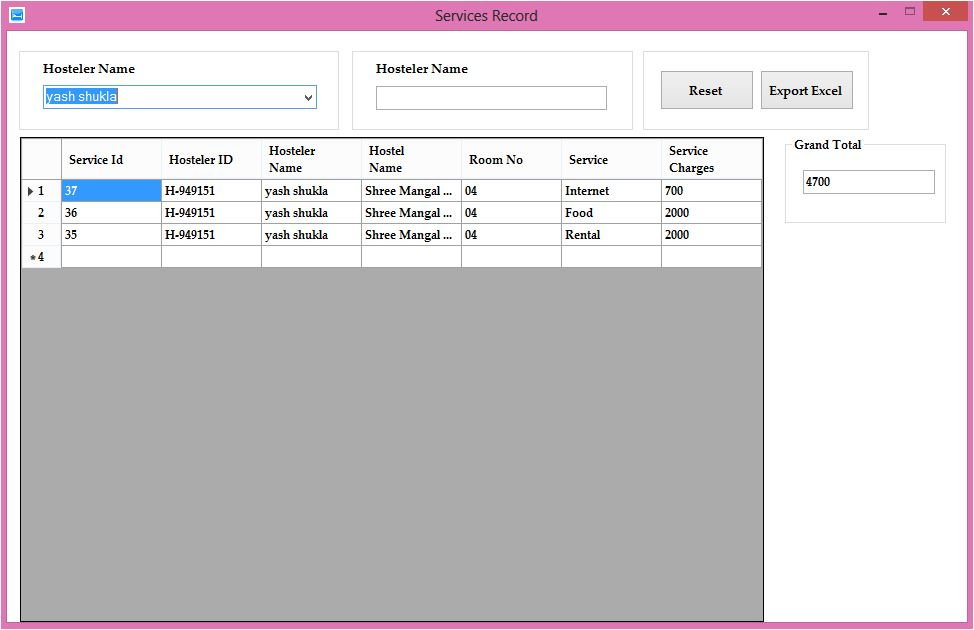 Services Record
Hosteler Name
yash shukla
Hosteler Name
Reset
Export Excel
Service Id Hosteler ID Hosteler Name Hostel Name Room No Service Service Charges
1 37 H-949151 yash shukla Shree Mangal ... 04 Internet 700
2 36 H-949151 yash shukla Shree Mangal ... 04 Food 2000
3 35 H-949151 yash shukla Shree Mangal ... 04 Rental 2000
*4
Grand Total
4700